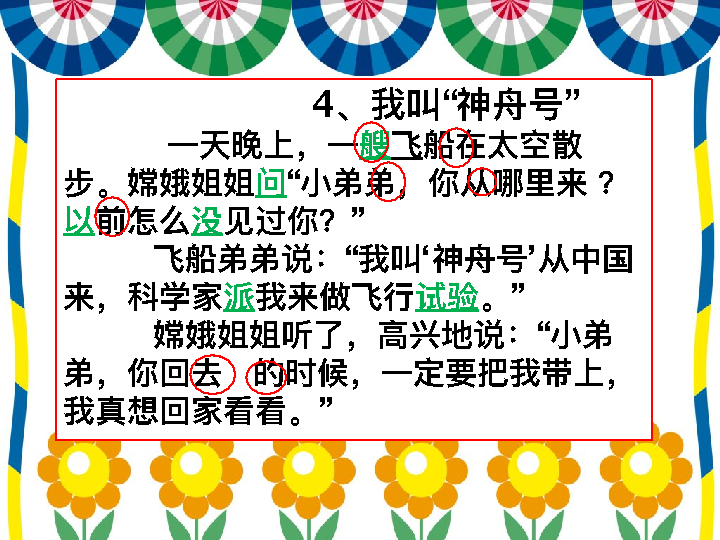 4、我叫“神舟号”
一天晚上，一艘飞船在太空散
步。嫦娥姐姐问“小弟弟，你从哪里来 ？
以前怎么没见过你？”
飞船弟弟说：“我叫‘神舟号’从中国
来，科学家派我来做飞行试验。”
嫦娥姐姐听了，高兴地说：“小弟
弟，你回去 的时候，一定要把我带上，
我真想回家看看。”